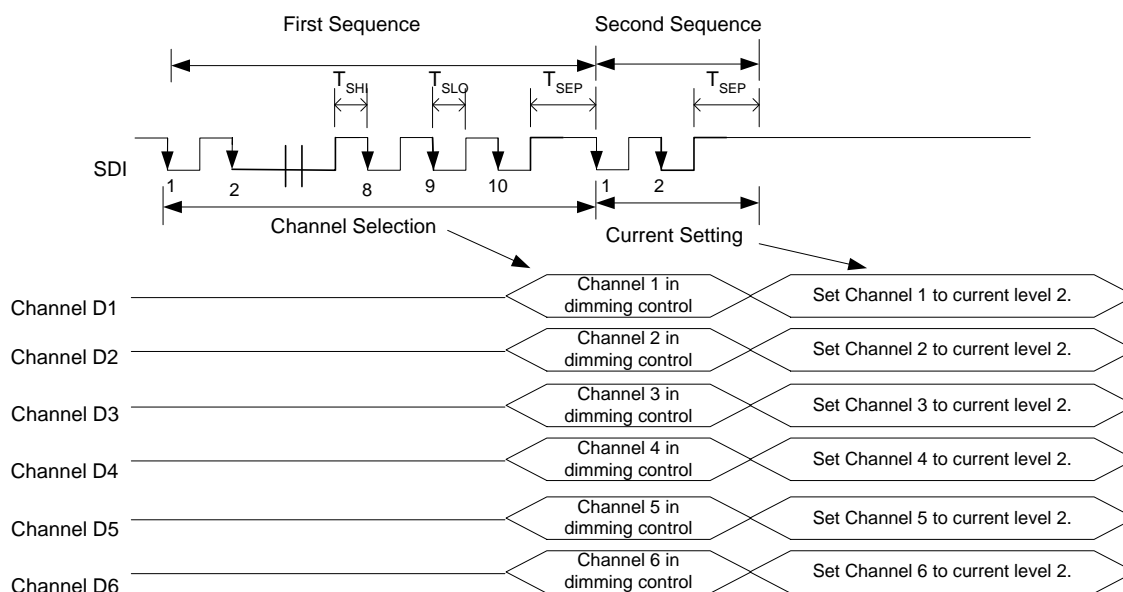 First Sequence
Second Sequence
TSHI
TSLO
TSEP
TSEP
SDI
1
2
8
9
10
1
2
Channel Selection
Current Setting
Channel D1
Channel 1 in
dimming control
Set Channel 1 to current level 2.
Channel D2
Channel 2 in
dimming control
Set Channel 2 to current level 2.
Channel D3
Channel 3 in
dimming control
Set Channel 3 to current level 2.
Channel D4
Channel 4 in
dimming control
Set Channel 4 to current level 2.
Channel D5
Channel 5 in
dimming control
Set Channel 5 to current level 2.
Channel D6
Channel 6 in
dimming control
Set Channel 6 to current level 2.